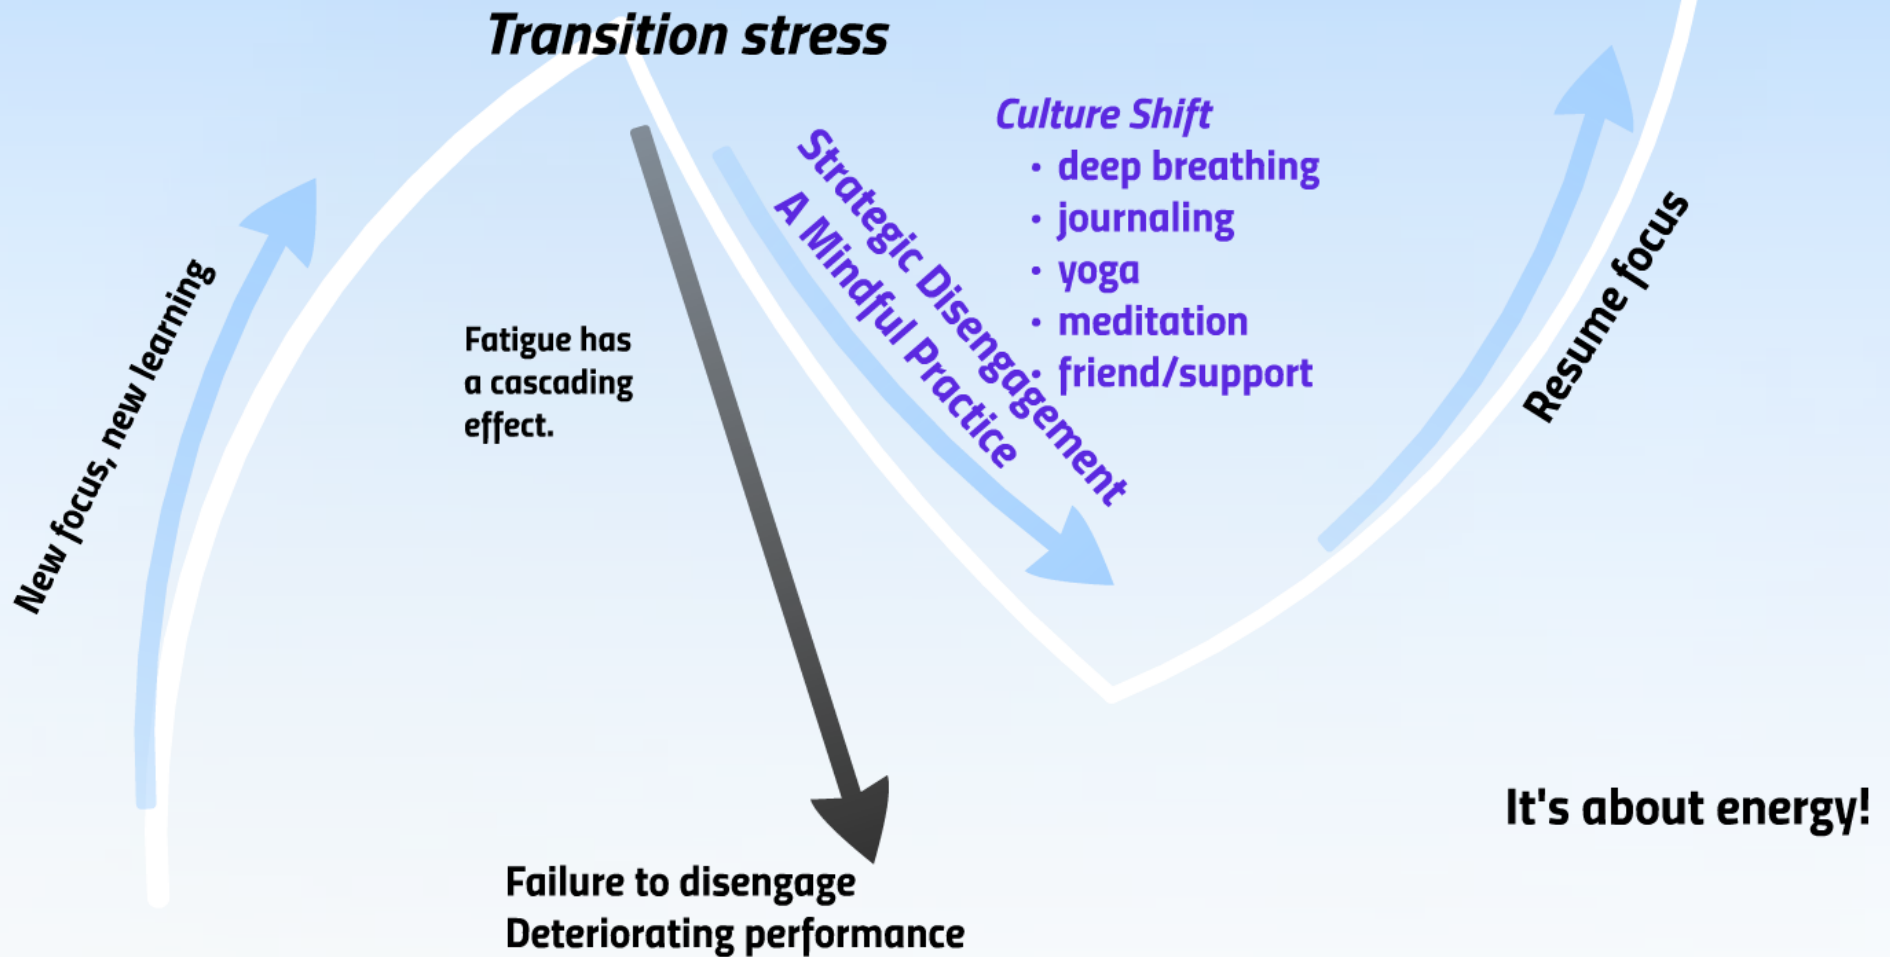 Transition stress
New focus, new learning
Fatigue has
a cascading
effect.
Strategic Disengagement
A Mindful Practice
Culture Shift
· deep breathing
· journaling
· yoga
· meditation
· friend/support
Resume focus
It's about energy!
Failure to disengage
Deteriorating performance